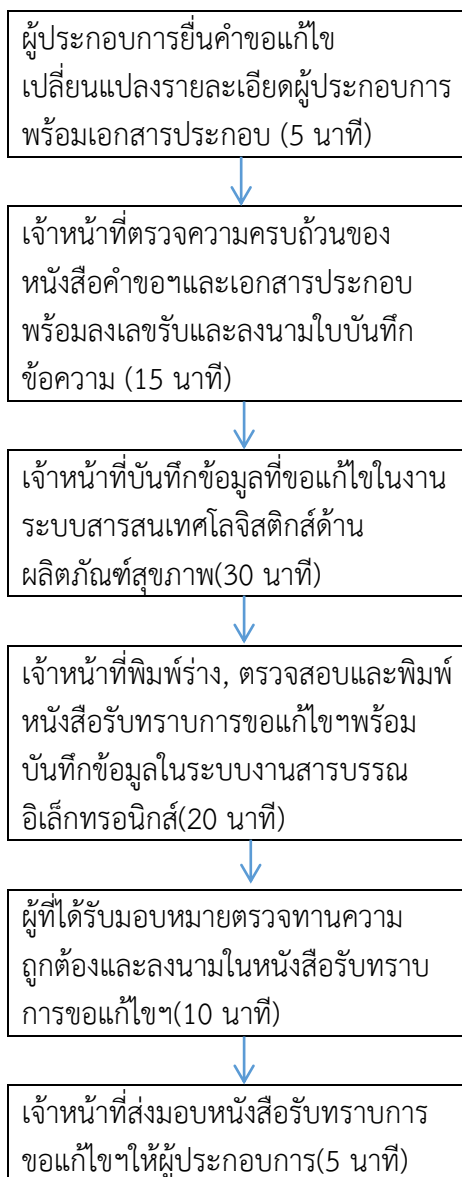 ผู้ประกอบการยื่นคำขอแก้ไข
เปลี่ยนแปลงรายละเอียดผู้ประกอบการ
พร้อมเอกสารประกอบ (5 นาที)
เจ้าหน้าที่ตรวจความครบถ้วนของ
หนังสือคำขอฯและเอกสารประกอบ
พร้อมลงเลขรับและลงนามใบบันทึก
ข้อความ (15 นาที)
เจ้าหน้าที่บันทึกข้อมูลที่ขอแก้ไขในงาน
ระบบสารสนเทศโลจิสติกส์ด้าน
ผลิตภัณฑ์สุขภาพ(30 นาที)
เจ้าหน้าที่พิมพ์ร่าง, ตรวจสอบและพิมพ์
หนังสือรับทราบการขอแก้ไขฯพร้อม
บันทึกข้อมูลในระบบงานสารบรรณ
อิเล็กทรอนิกส์(20 นาที)
ผู้ที่ได้รับมอบหมายตรวจทานความ
ถูกต้องและลงนามในหนังสือรับทราบ
การขอแก้ไขฯ(10 นาที)
เจ้าหน้าที่ส่งมอบหนังสือรับทราบการ
ขอแก้ไขฯให้ผู้ประกอบการ(5 นาที)